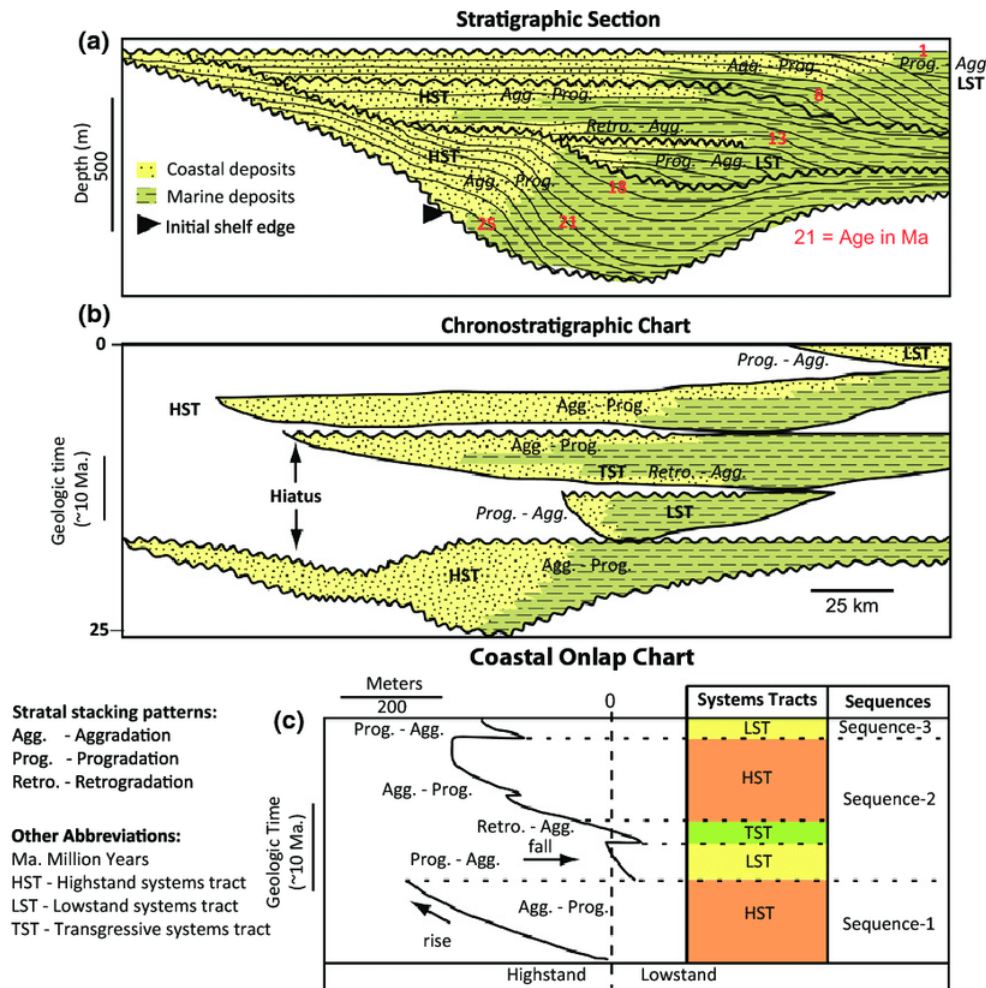 Stratigraphic Section
(a)
1
Agg. - Prog.
Prog. - Agg
LST
8
HST
Agg. - Prog.
Retro. - Agg.
13
HST
Prog. - Agg.
LST
Agg. - Prog.
18
25
21
Depth (m)
500
Coastal deposits
Marine deposits
Initial shelf edge
21 = Age in Ma
(b)
Chronostratigraphic Chart
0
Prog. - Agg.
LST
HST
Agg. - Prog.
Agg. - Prog.
TST - Retro. - Agg.
Hiatus
Prog. - Agg.
LST
HST
Agg. - Prog.
Geologic time
(~10 Ma.)
25 km
25
Coastal Onlap Chart
Stratal stacking patterns:
Agg. - Aggradation
Prog. - Progradation
Retro. - Retrogradation
Other Abbreviations:
Ma. Million Years
HST - Highstand systems tract
LST - Lowstand systems tract
TST - Transgressive systems tract
(c)
Meters
200
0
Systems Tracts
Sequences
Prog. - Agg.
LST
Sequence-3
Agg. - Prog.
HST
Sequence-2
Retro. - Agg.
TST
fall
Prog. - Agg.
LST
Agg. - Prog.
HST
Sequence-1
rise
Geologic Time
(~10 Ma.)
Highstand
Lowstand